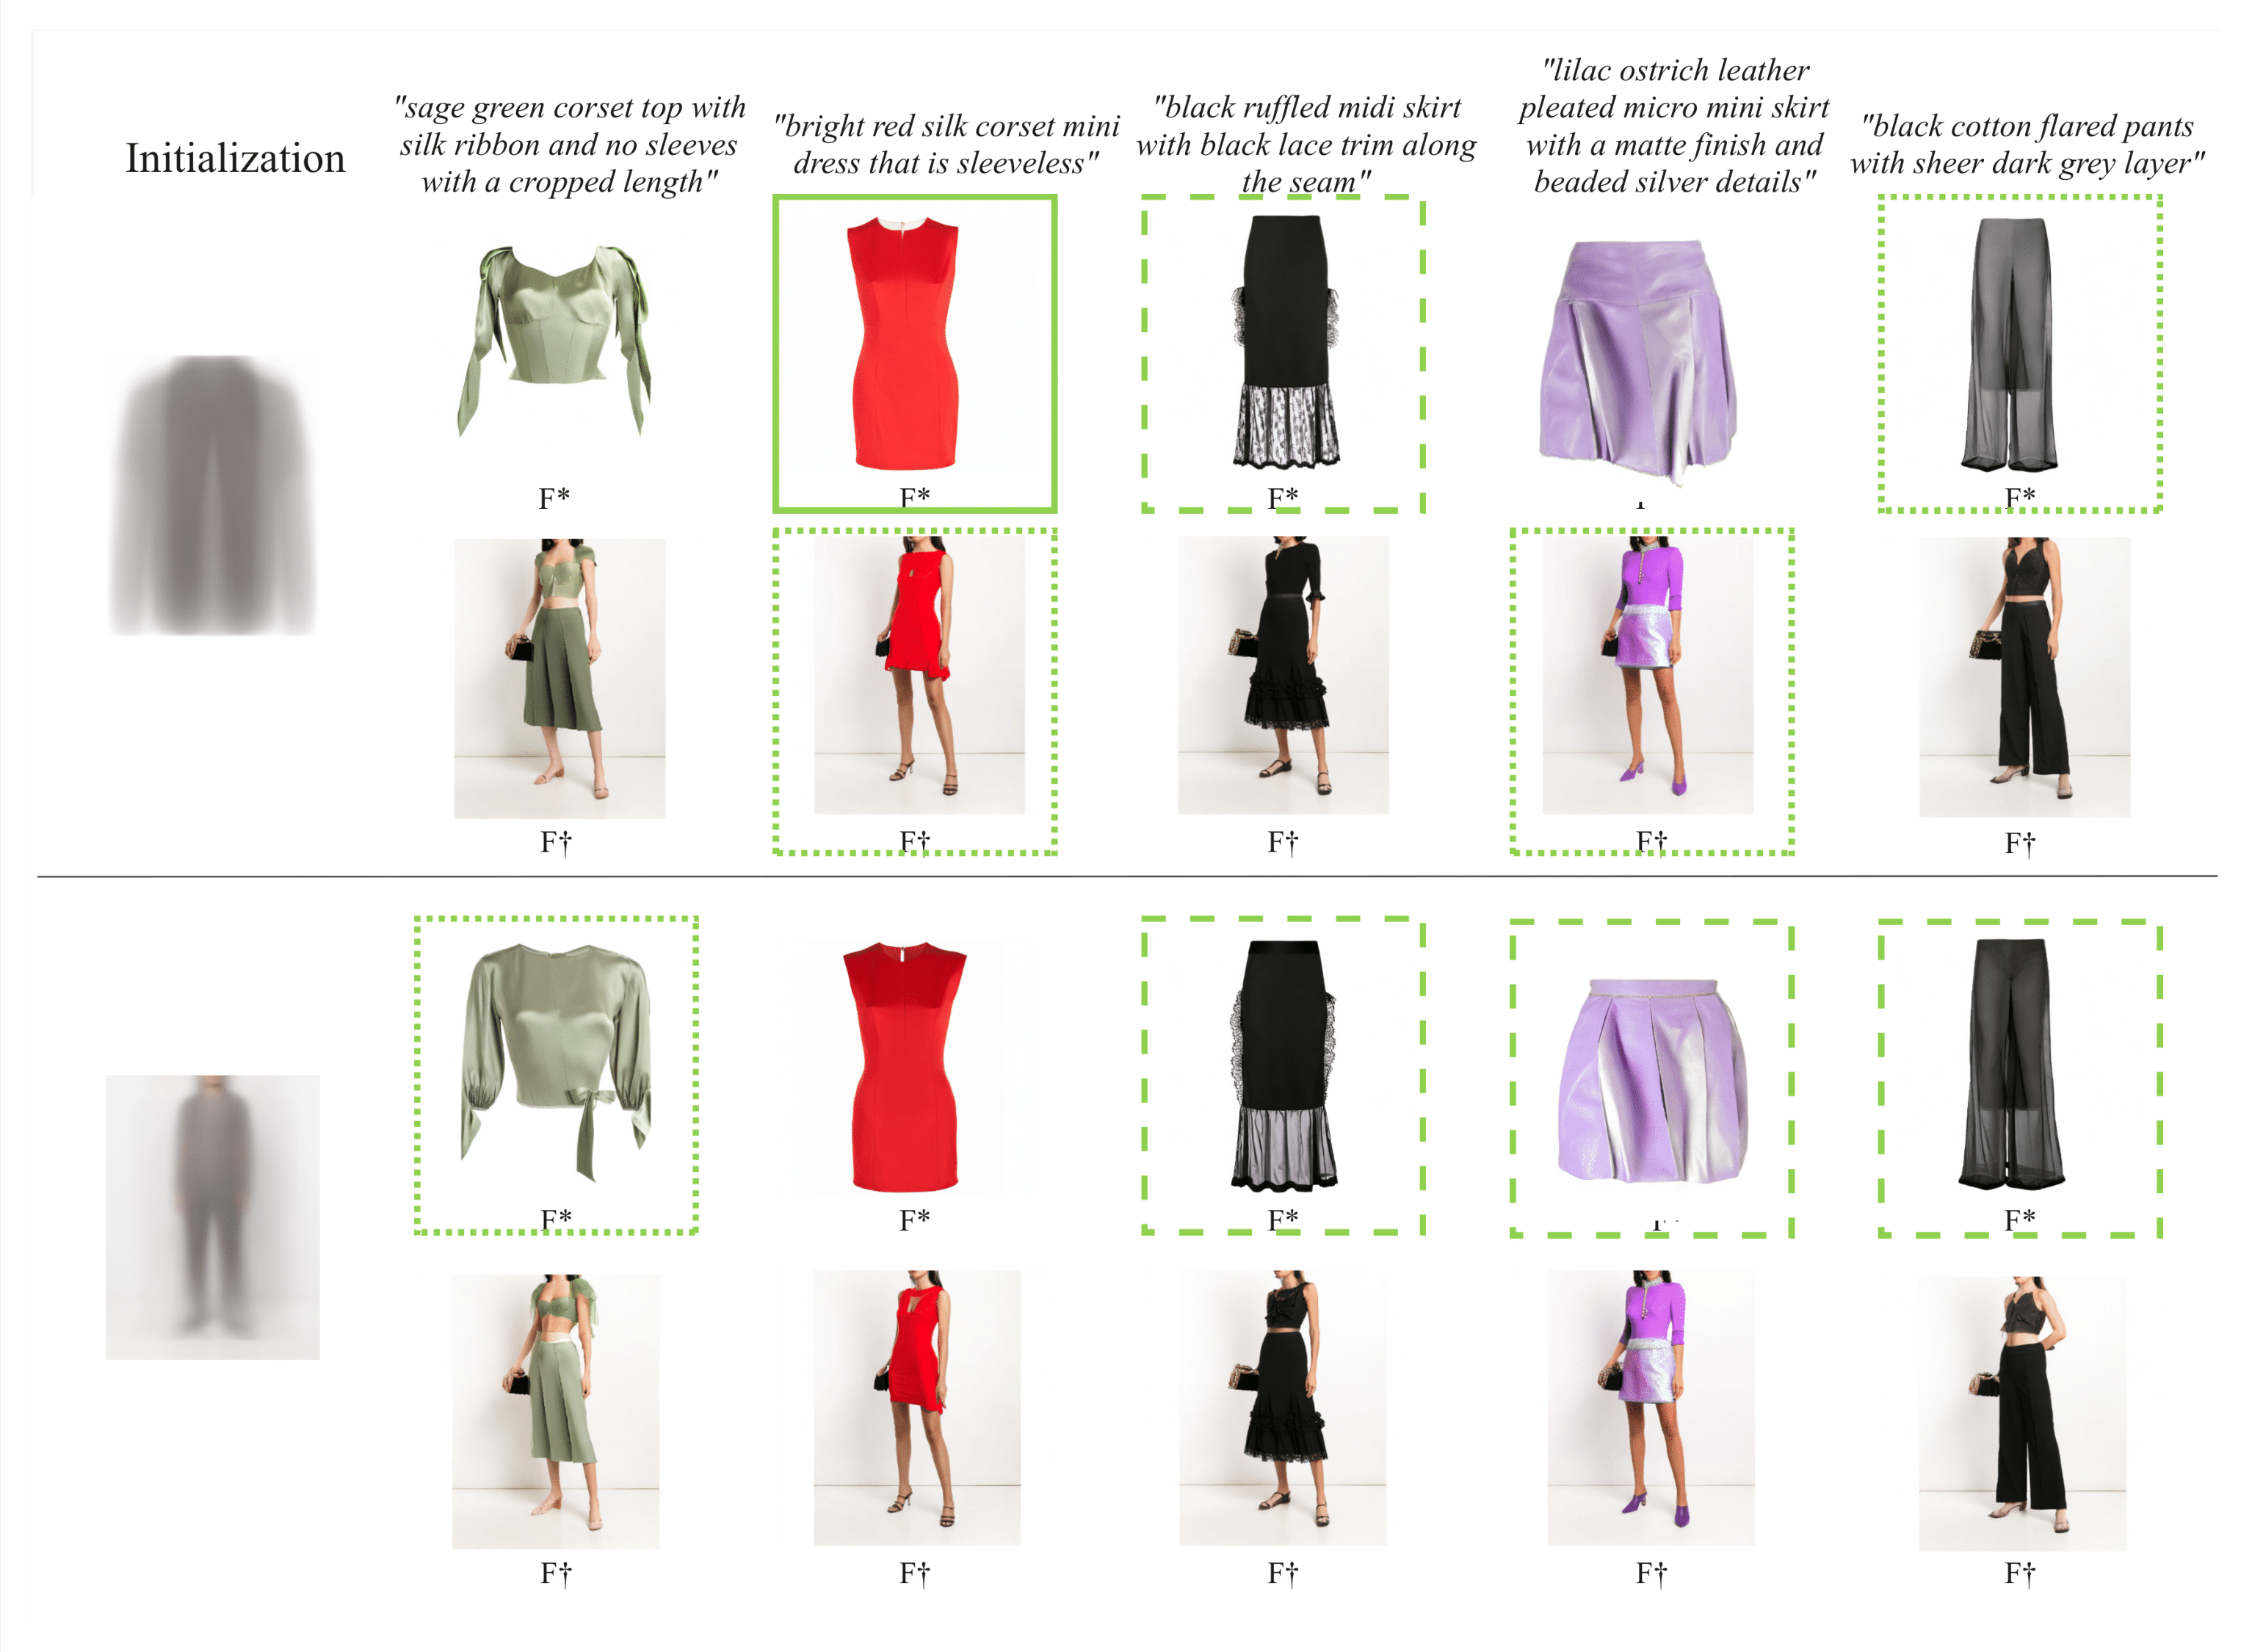 Initialization
"sage green corset top with
silk ribbon and no sleeves
with a cropped length"
"bright red silk corset mini
dress that is sleeveless"
"black ruffled midi skirt
with black lace trim along
the seam"
"lilac ostrich leather
pleated micro mini skirt
with a matte finish and
beaded silver details"
"black cotton flared pants
with sheer dark grey layer"
F*
F*
F*
F*
F†
F†
F†
F†
F†
F*
F*
F*
F*
F†
F†
F†
F†
F†